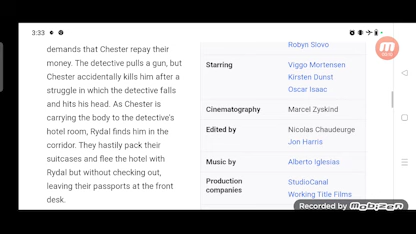 3:33
demands that Chester repay their
money. The detective pulls a gun, but
Chester accidentally kills him after a
struggle in which the detective falls
and hits his head. As Chester is
carrying the body to the detective's
hotel room, Rydal finds him in the
corridor. They hastily pack their
suitcases and flee the hotel with
Rydal but without checking out,
leaving their passports at the front
desk.
Robyn Slovo
Starring
Viggo Mortensen
Kirsten Dunst
Oscar Isaac
Cinematography
Marcel Zyskind
Edited by
Nicolas Chaudeurge
Jon Harris
Music by
Alberto Iglesias
Production
companies
StudioCanal
Working Title Films
Recorded by Mobizen